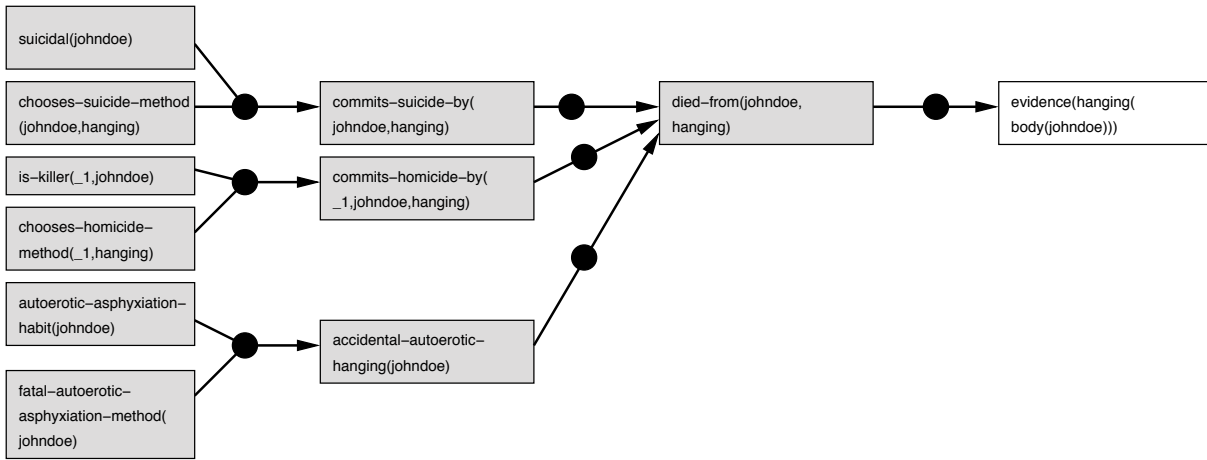 suicidal(johndoe)
chooses−suicide−method
(johndoe,hanging)
is−killer(_1,johndoe)
chooses−homicide−
method(_1,hanging)
autoerotic−asphyxiation−
habit(johndoe)
fatal−autoerotic−
asphyxiation−method(
johndoe)
commits−suicide−by(
johndoe,hanging)
commits−homicide−by(
_1,johndoe,hanging)
accidental−autoerotic−
hanging(johndoe)
died−from(johndoe,
hanging)
evidence(hanging(
body(johndoe)))